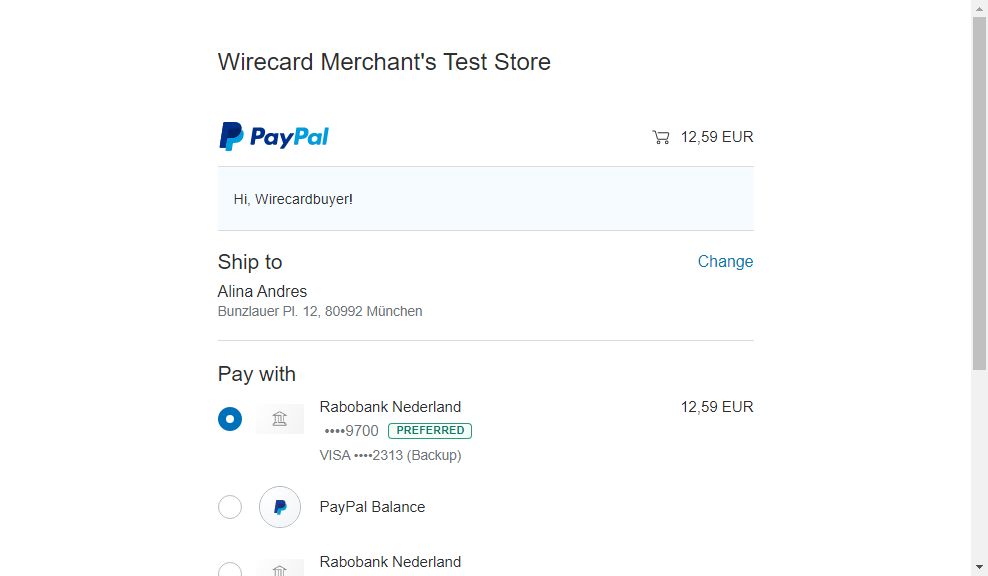 Wirecard Merchant's Test Store
PayPal 12,59 EUR
Hi, Wirecardbuyer!
Ship to Change
Alina Andres
Bunzlauer Pl. 12, 80992 München
Pay with
Rabobank Nederland 12,59 EUR
••••9700 PREFERRED
VISA ••••2313 (Backup)
PayPal Balance
Rabobank Nederland